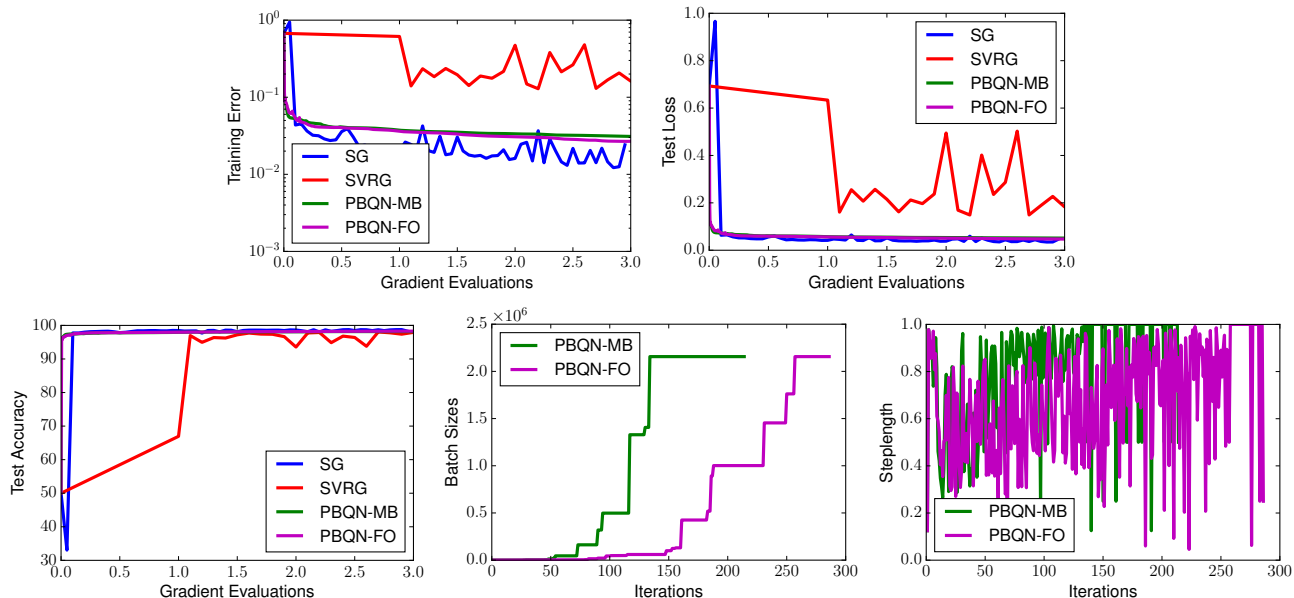 10⁰
10⁻¹
10⁻²
10⁻³
Training Error
SG
SVRG
PBQN-MB
PBQN-FO
0.0 0.5 1.0 1.5 2.0 2.5 3.0
Gradient Evaluations
1.0
0.8
0.6
0.4
0.2
0.0
Test Loss
SG
SVRG
PBQN-MB
PBQN-FO
0.0 0.5 1.0 1.5 2.0 2.5 3.0
Gradient Evaluations
100
90
80
70
60
50
40
30
Test Accuracy
SG
SVRG
PBQN-MB
PBQN-FO
0.0 0.5 1.0 1.5 2.0 2.5 3.0
Gradient Evaluations
×10⁶
2.5
2.0
1.5
1.0
0.5
0.0
Batch Sizes
PBQN-MB
PBQN-FO
0 50 100 150 200 250 300
Iterations
1.0
0.8
0.6
0.4
0.2
0.0
Steplength
PBQN-MB
PBQN-FO
0 50 100 150 200 250 300
Iterations